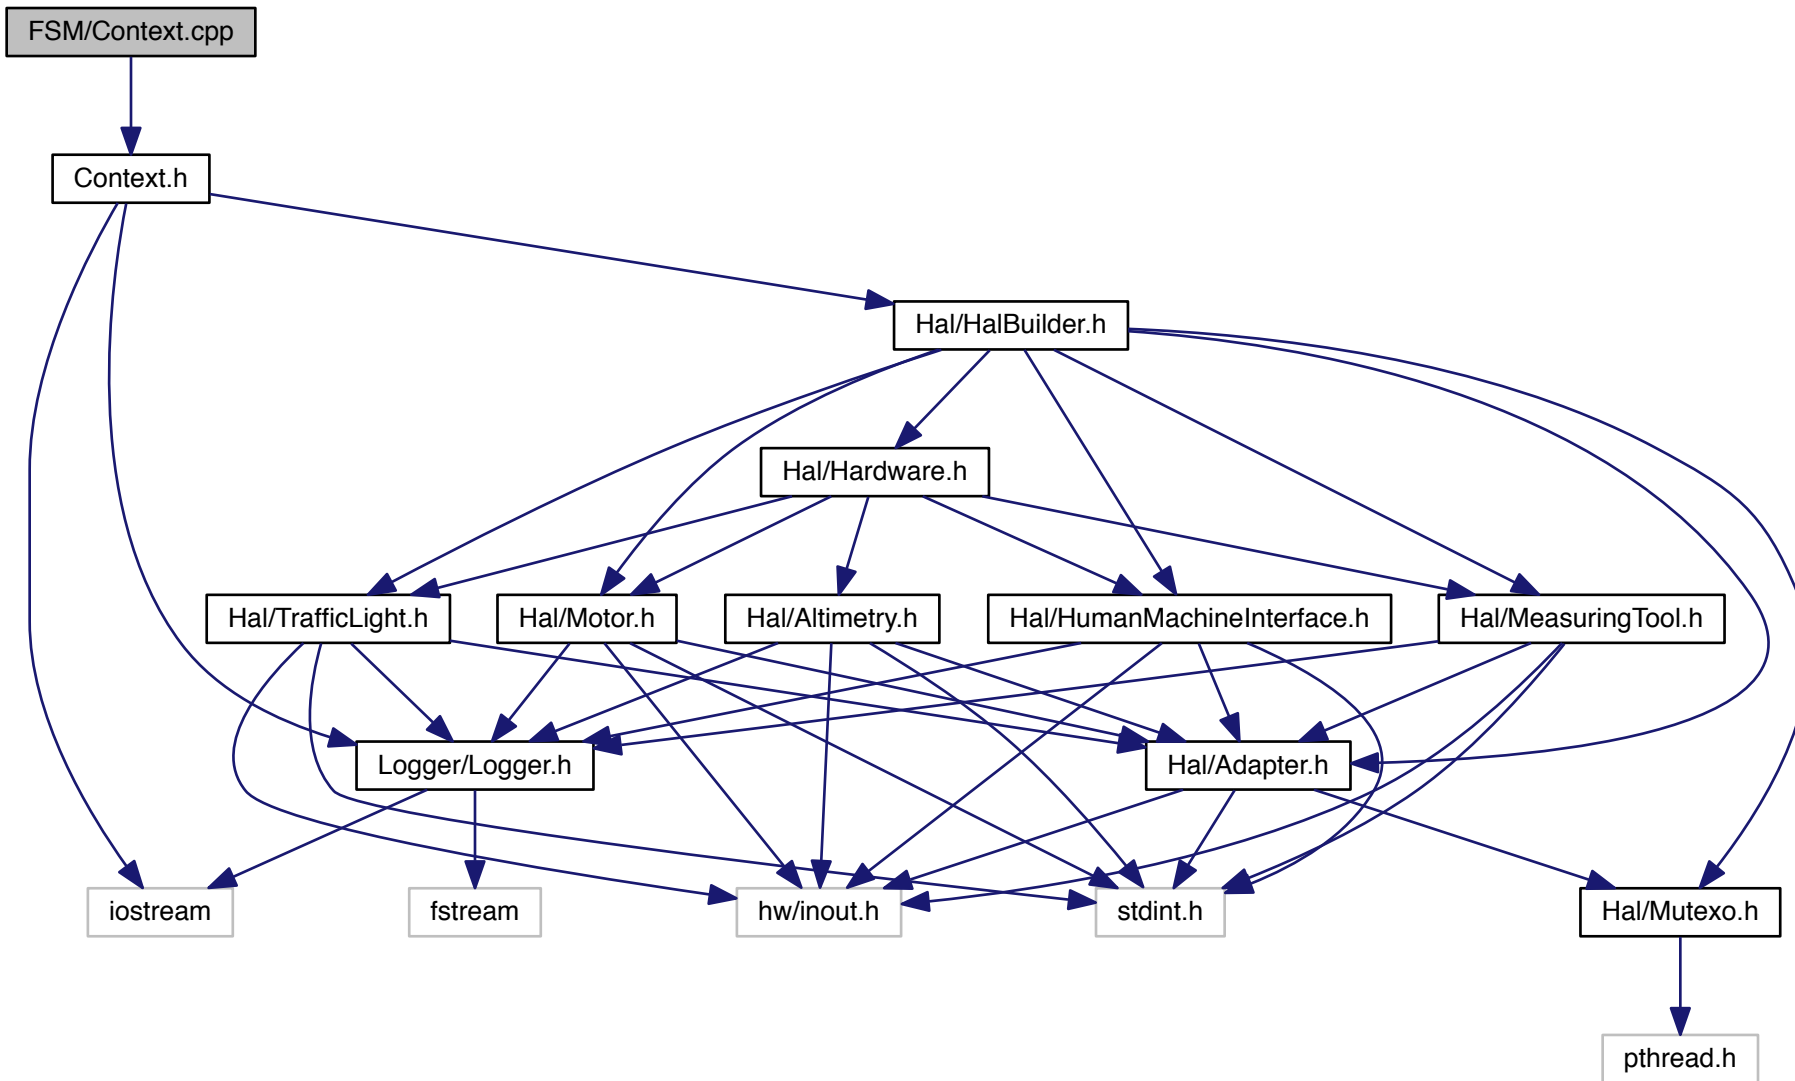 FSM/Context.cpp
Context.h
Hal/HalBuilder.h
Hal/Hardware.h
Hal/TrafficLight.h
Hal/Motor.h
Hal/Altimetry.h
Hal/HumanMachineInterface.h
Hal/MeasuringTool.h
Logger/Logger.h
Hal/Adapter.h
iostream
fstream
hw/inout.h
stdint.h
Hal/Mutexo.h
pthread.h